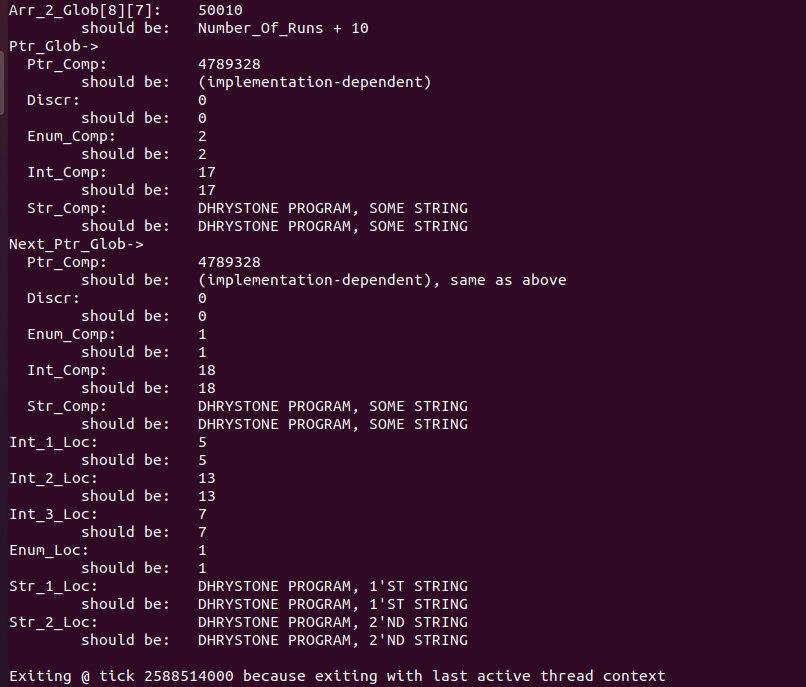 Arr_2_Glob[8][7]:    50010
        should be:   Number_Of_Runs + 10
Ptr_Glob->
  Ptr_Comp:          4789328
        should be:   (implementation-dependent)
  Discr:             0
        should be:   0
  Enum_Comp:         2
        should be:   2
  Int_Comp:          17
        should be:   17
  Str_Comp:          DHRYSTONE PROGRAM, SOME STRING
        should be:   DHRYSTONE PROGRAM, SOME STRING
Next_Ptr_Glob->
  Ptr_Comp:          4789328
        should be:   (implementation-dependent), same as above
  Discr:             0
        should be:   0
  Enum_Comp:         1
        should be:   1
  Int_Comp:          18
        should be:   18
  Str_Comp:          DHRYSTONE PROGRAM, SOME STRING
        should be:   DHRYSTONE PROGRAM, SOME STRING
Int_1_Loc:           5
        should be:   5
Int_2_Loc:           13
        should be:   13
Int_3_Loc:           7
        should be:   7
Enum_Loc:            1
        should be:   1
Str_1_Loc:           DHRYSTONE PROGRAM, 1'ST STRING
        should be:   DHRYSTONE PROGRAM, 1'ST STRING
Str_2_Loc:           DHRYSTONE PROGRAM, 2'ND STRING
        should be:   DHRYSTONE PROGRAM, 2'ND STRING

Exiting @ tick 2588514000 because exiting with last active thread context